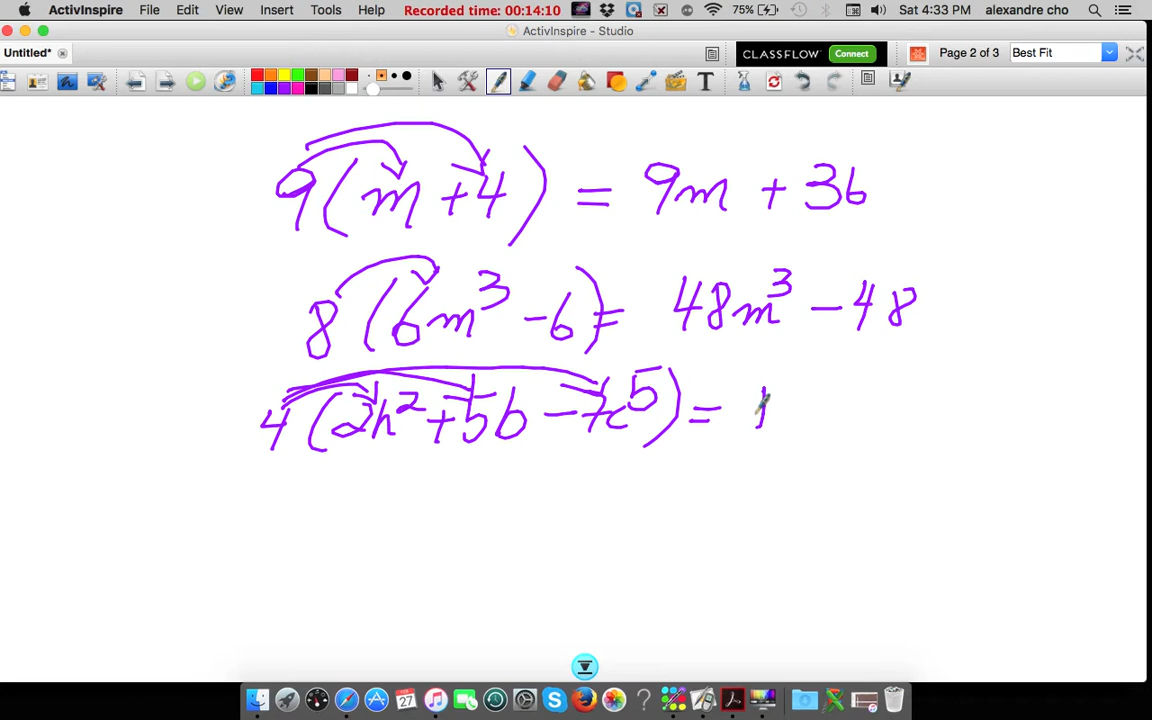 ActivInspire File Edit View Insert Tools Help Recorded time: 00:14:10 75% Sat 4:33 PM alexandre cho
ActivInspire - Studio
Untitled* CLASSFLOW Connect Page 2 of 3 Best Fit
T
9(m+4) = 9m + 36
8(6m³-6) = 48m³ - 48
4(2h²+5b-7c⁵) =
27